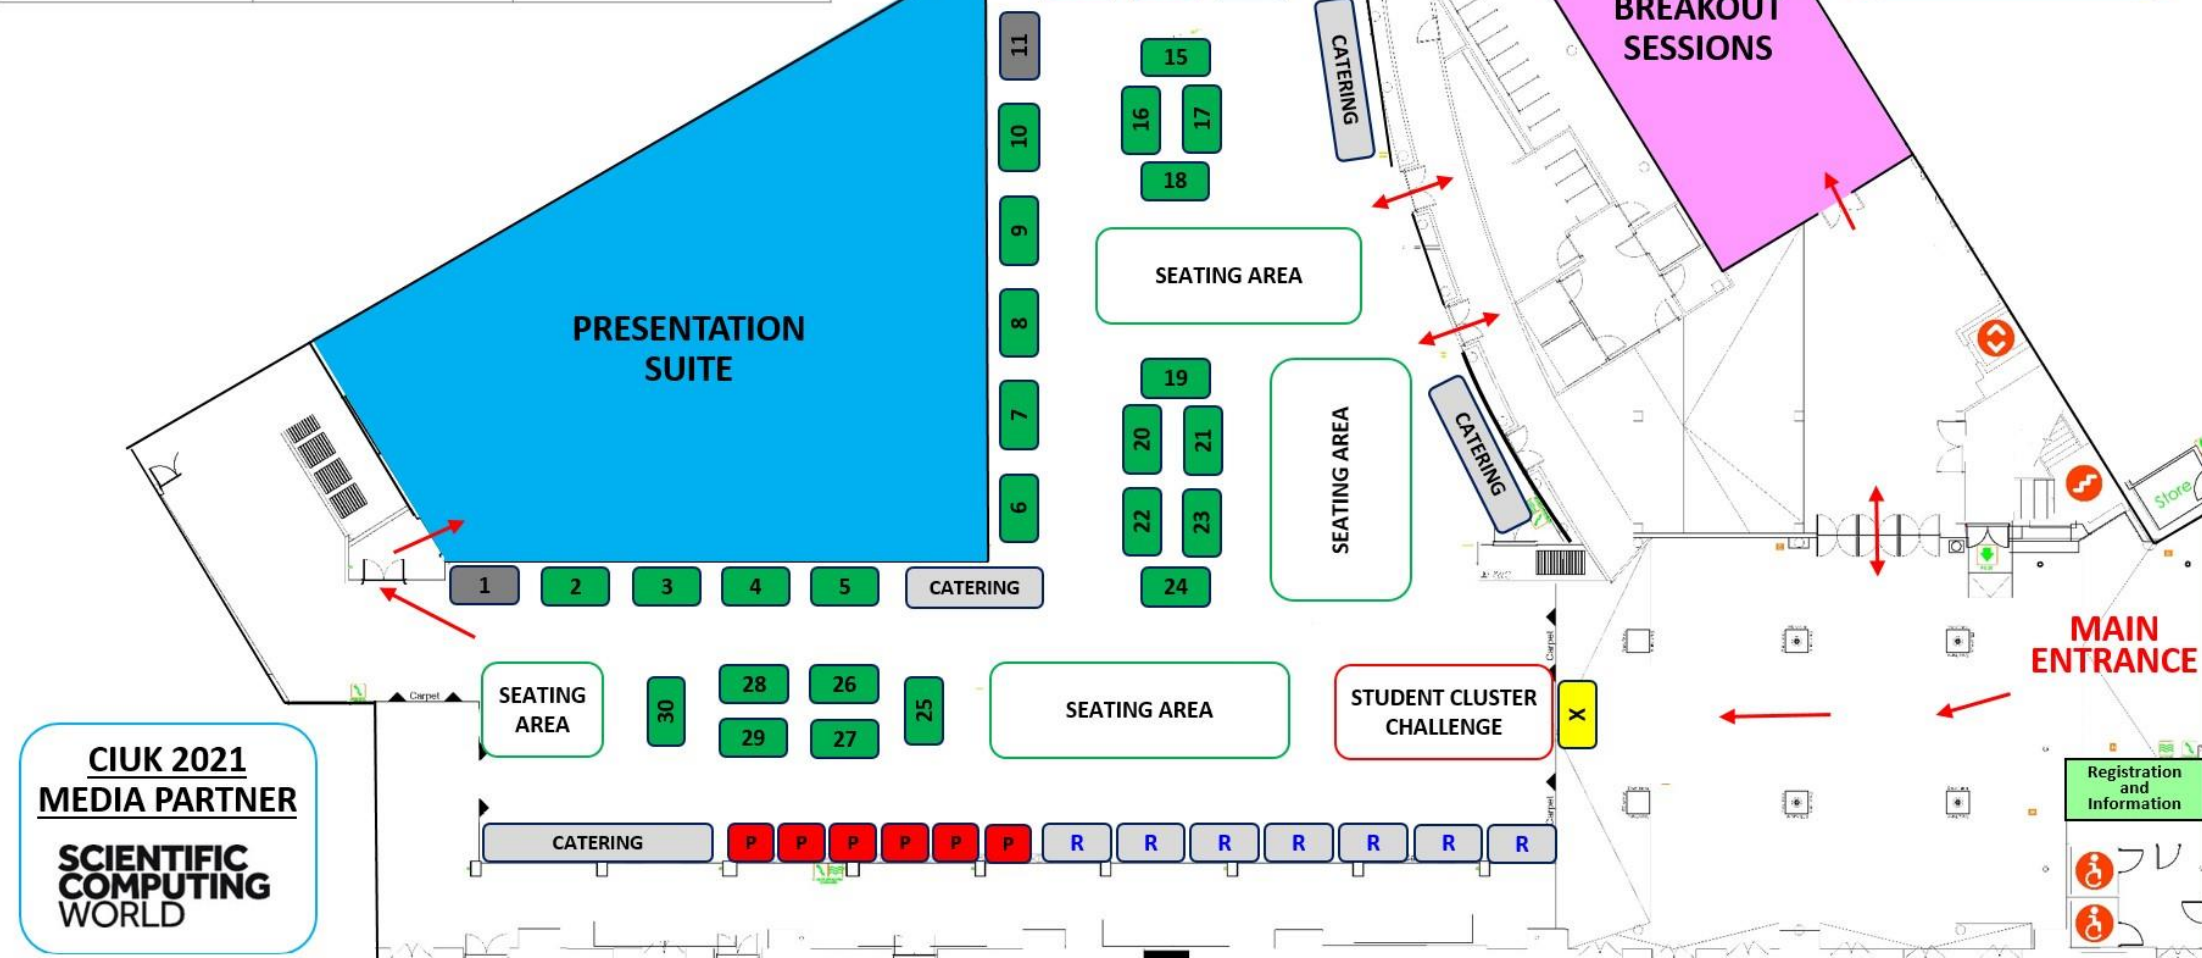 BREAKOUT
SESSIONS
11
15
CATERING
16
17
10
18
9
SEATING AREA
8
PRESENTATION
SUITE
19
7
20
21
SEATING AREA
CATERING
6
22
23
Store
1
2
3
4
5
CATERING
24
MAIN
ENTRANCE
Carpet
Carpet
SEATING
AREA
30
28
26
29
27
25
SEATING AREA
STUDENT CLUSTER
CHALLENGE
X
CIUK 2021
MEDIA PARTNER
SCIENTIFIC
COMPUTING
WORLD
Registration
and
Information
Carpet
CATERING
P
P
P
P
P
P
R
R
R
R
R
R
R